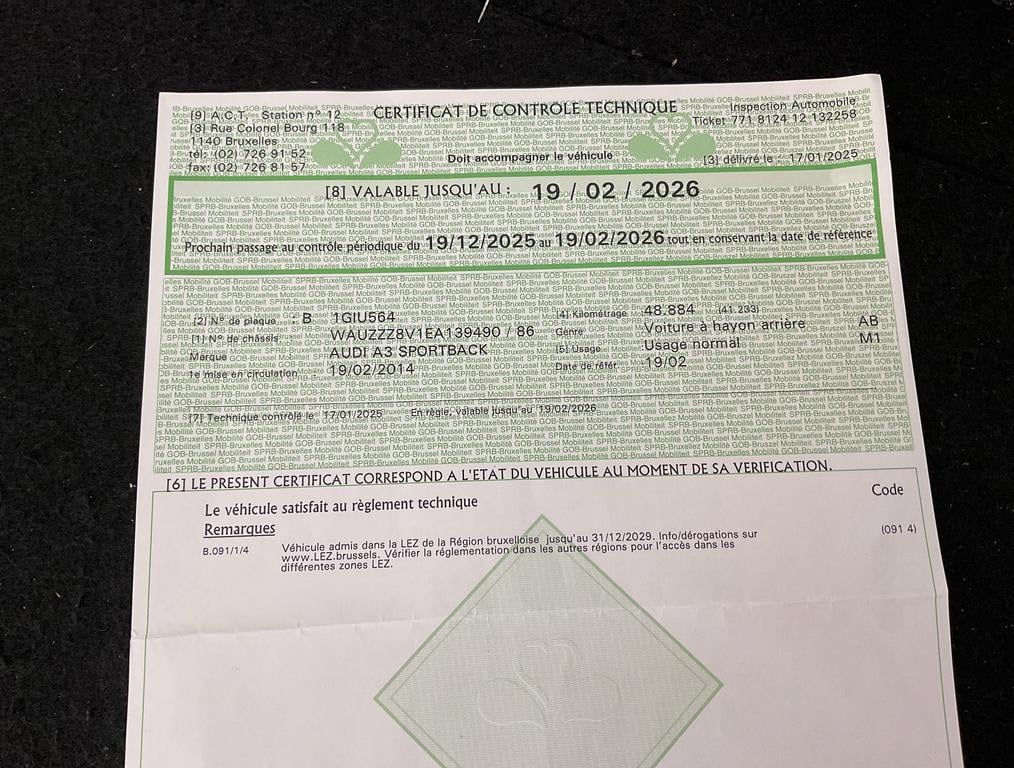 CERTIFICAT DE CONTROLE TECHNIQUE
[9] A.C.T. Station n° 12
[3] Rue Colonel Bourg 118
1140 Bruxelles
tél: (02) 726 91 52
fax: (02) 726 81 57
Doit accompagner le véhicule
Inspection Automobile
Ticket 771 8124 12 132258
[3] délivré le : 17/01/2025
[8] VALABLE JUSQU'AU : 19 / 02 / 2026
Prochain passage au contrôle périodique du 19/12/2025 au 19/02/2026 tout en conservant la date de référence
[2] N° de plaque : B 1GIU564
[1] N° de châssis WAUZZZ8V1EA139490 / 86
Marque AUDI A3 SPORTBACK
1e mise en circulation 19/02/2014
[4] Kilométrage 48.884 (41.233)
Genre Voiture à hayon arrière AB
[5] Usage Usage normal M1
Date de référ. 19/02
[7] Technique contrôlé le 17/01/2025 En règle, valable jusqu'au 19/02/2026
[6] LE PRESENT CERTIFICAT CORRESPOND A L'ETAT DU VEHICULE AU MOMENT DE SA VERIFICATION.
Le véhicule satisfait au règlement technique
Code
Remarques
B.091/1/4 Véhicule admis dans la LEZ de la Région bruxelloise jusqu'au 31/12/2029. Info/dérogations sur (091 4)
www.LEZ.brussels. Vérifier la réglementation dans les autres régions pour l'accès dans les
différentes zones LEZ.